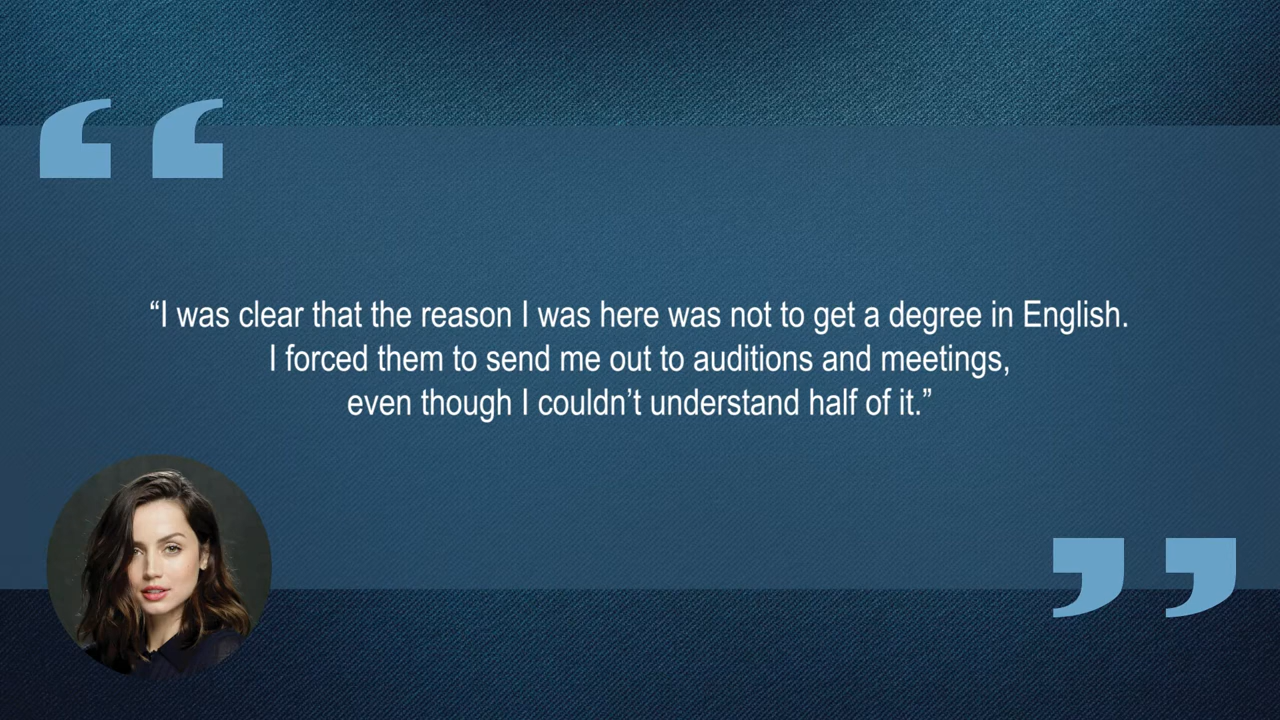 “I was clear that the reason I was here was not to get a degree in English.
I forced them to send me out to auditions and meetings,
even though I couldn’t understand half of it.”